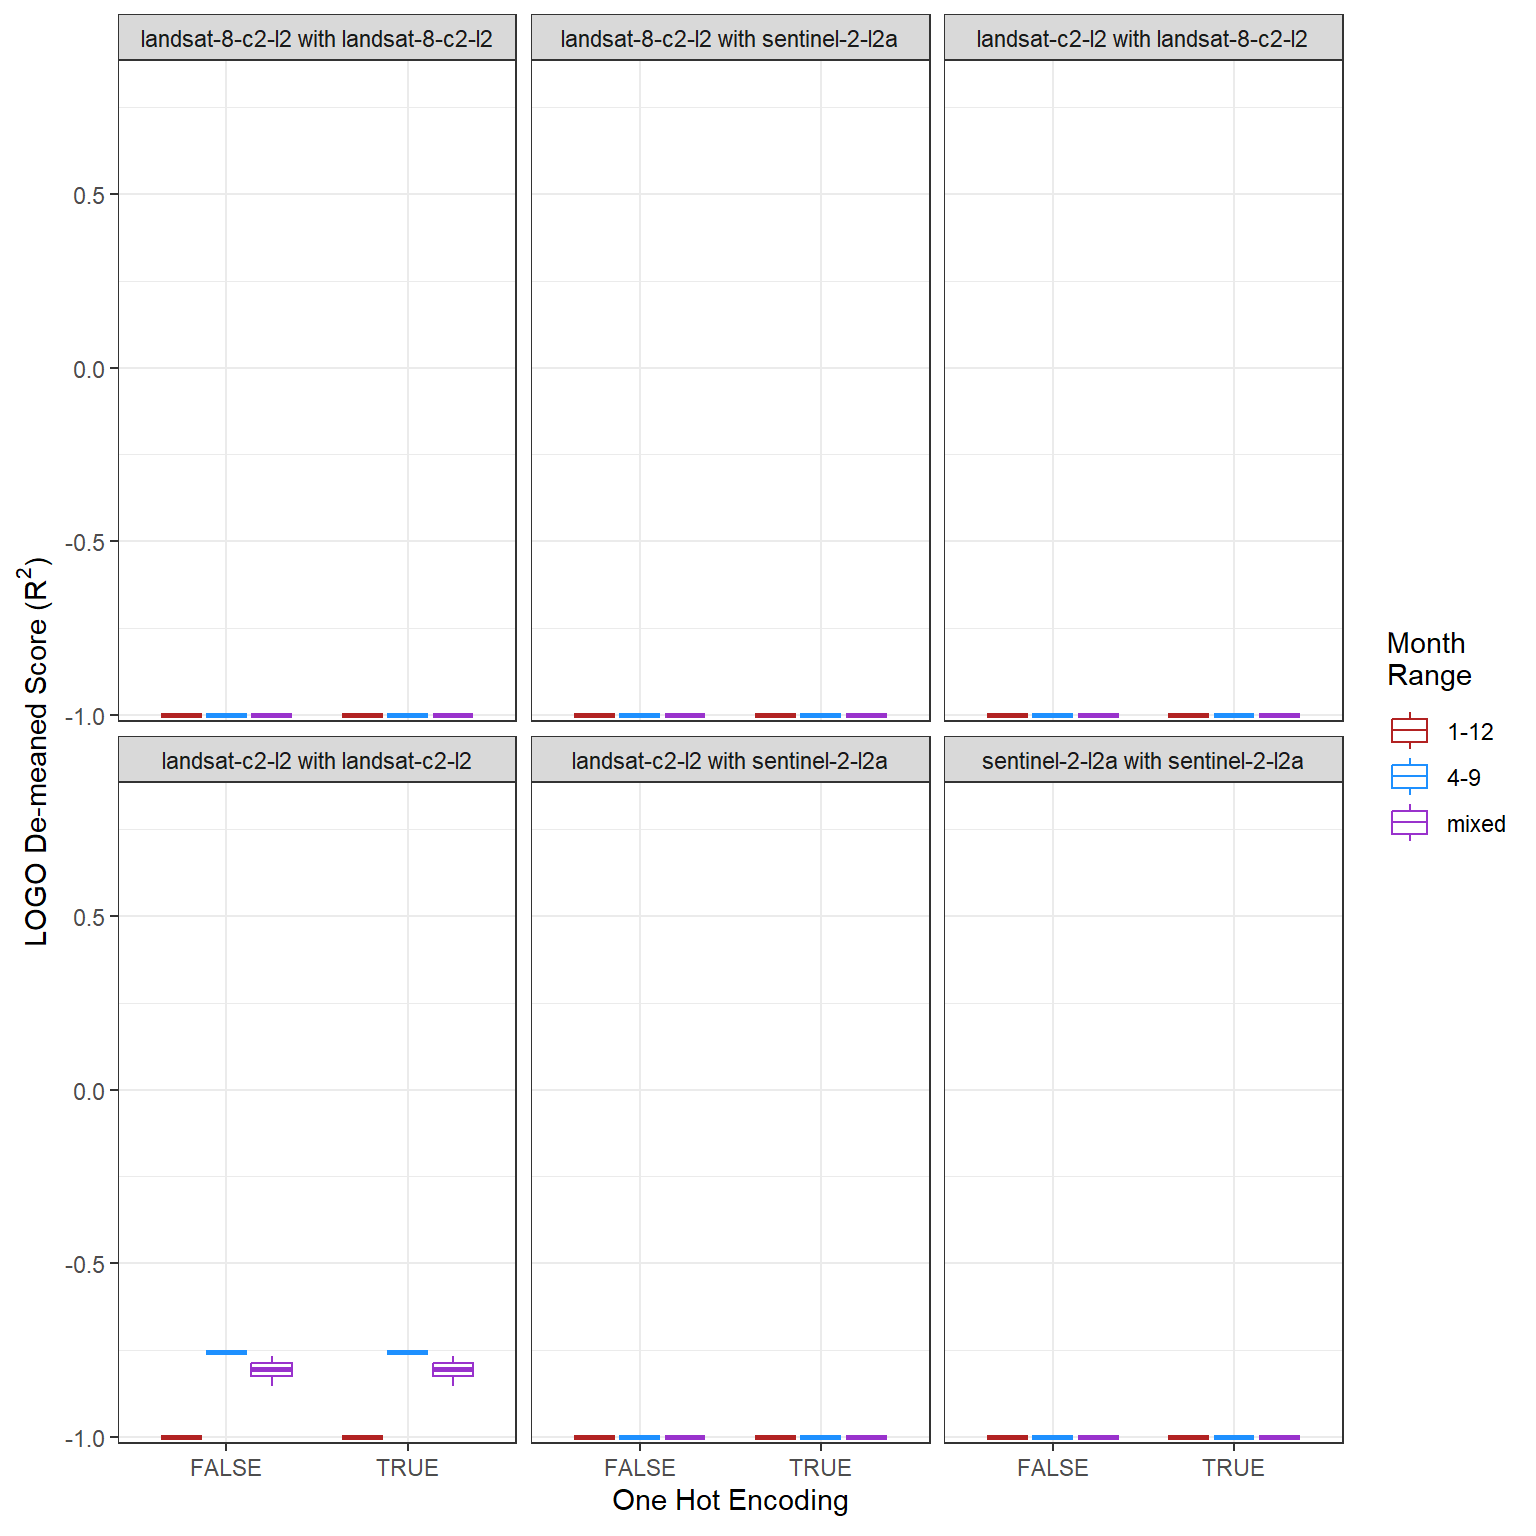 landsat-8-c2-l2 with landsat-8-c2-l2
landsat-8-c2-l2 with sentinel-2-l2a
landsat-c2-l2 with landsat-8-c2-l2
0.5
0.0
-0.5
-1.0
landsat-c2-l2 with landsat-c2-l2
landsat-c2-l2 with sentinel-2-l2a
sentinel-2-l2a with sentinel-2-l2a
0.5
0.0
-0.5
-1.0
FALSE
TRUE
FALSE
TRUE
FALSE
TRUE
One Hot Encoding
LOGO De-meaned Score (R²)
Month
Range
1-12
4-9
mixed